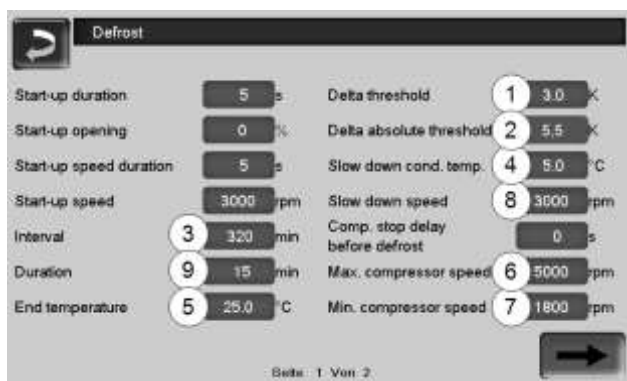 Defrost
Start-up duration 5 s Delta threshold 1 3.0 K
Start-up opening 0 % Delta absolute threshold 2 5.5 K
Start-up speed duration 5 s Slow down cond. temp. 4 5.0 °C
Start-up speed 3000 rpm Slow down speed 8 3000 rpm
Interval 3 320 min Comp. stop delay before defrost 0 s
Duration 9 15 min Max. compressor speed 6 5000 rpm
End temperature 5 25.0 °C Min. compressor speed 7 1800 rpm
Seite 1 Von 2